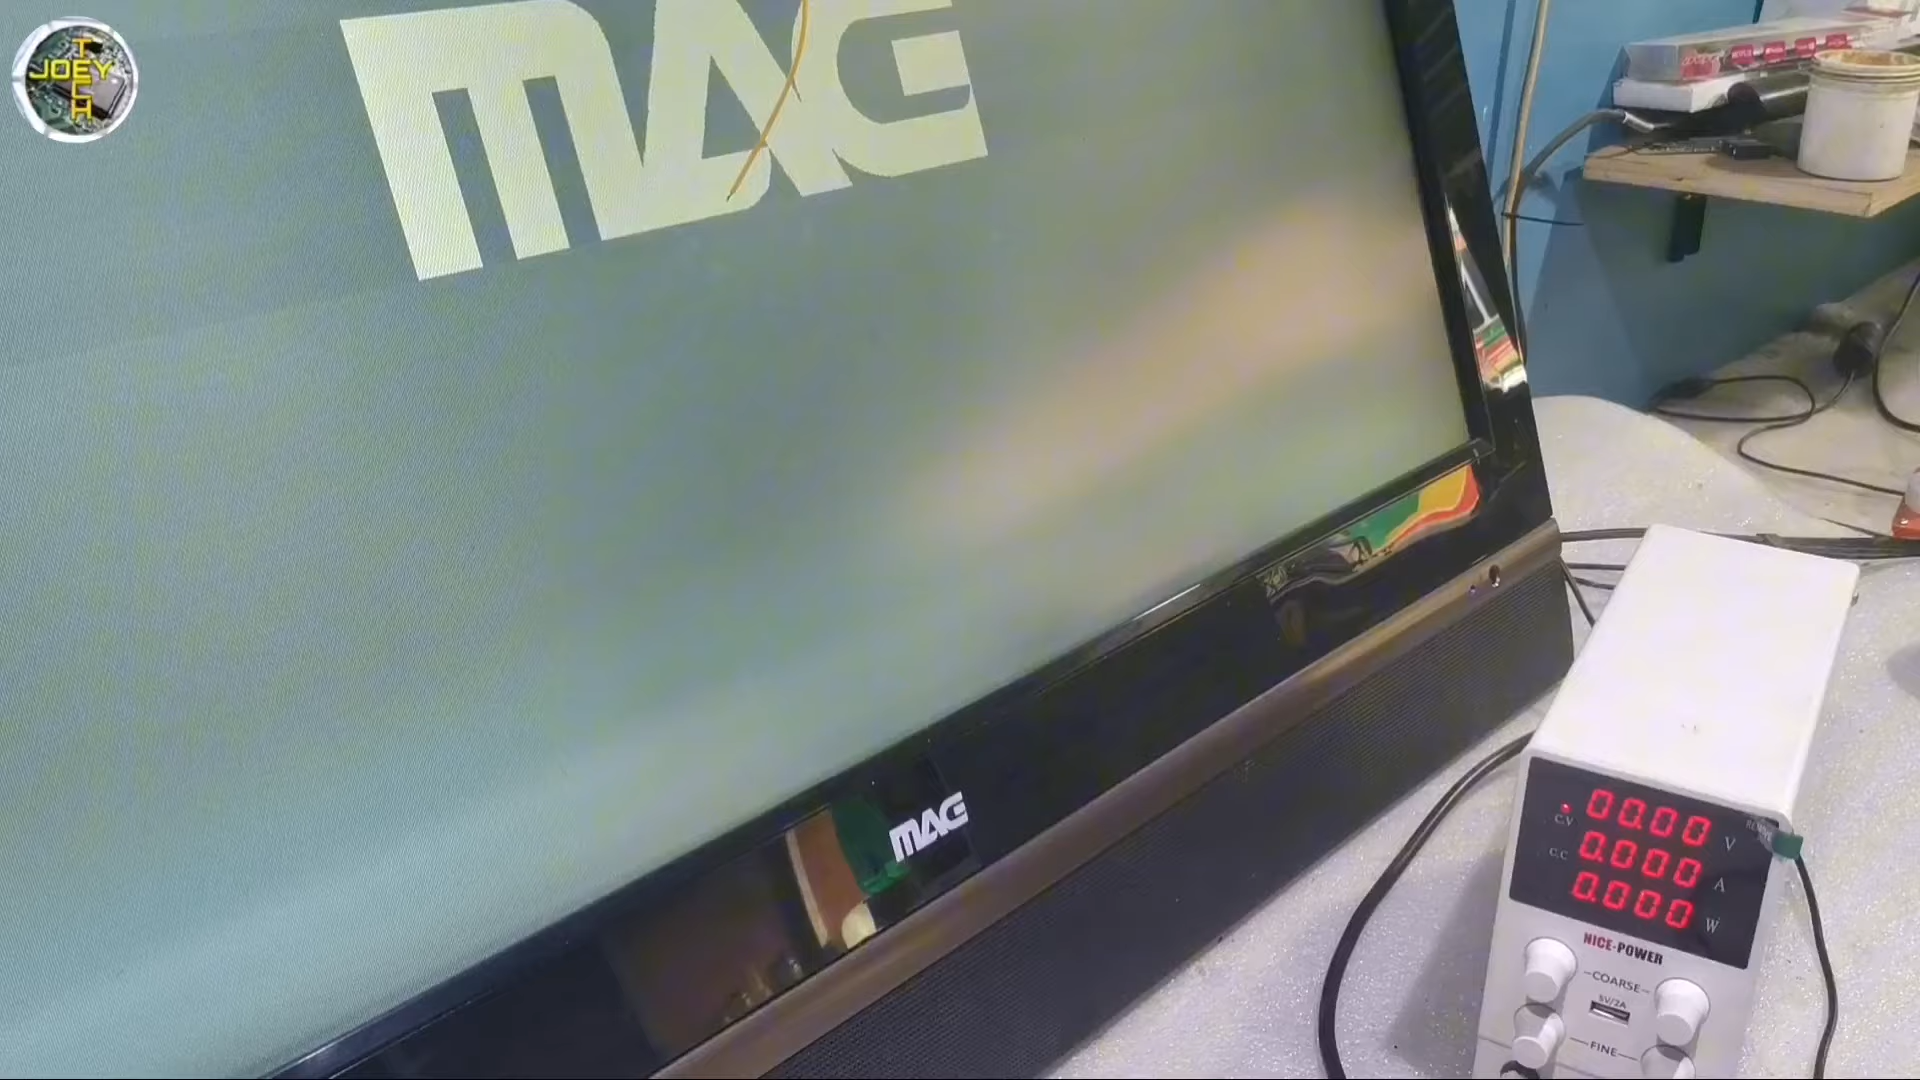 JOEY
TECH
MAG
MAG
C.V
00.00 V
C.C
0.000 A
0.000 W
NICE-POWER
COARSE
5V/2A
FINE